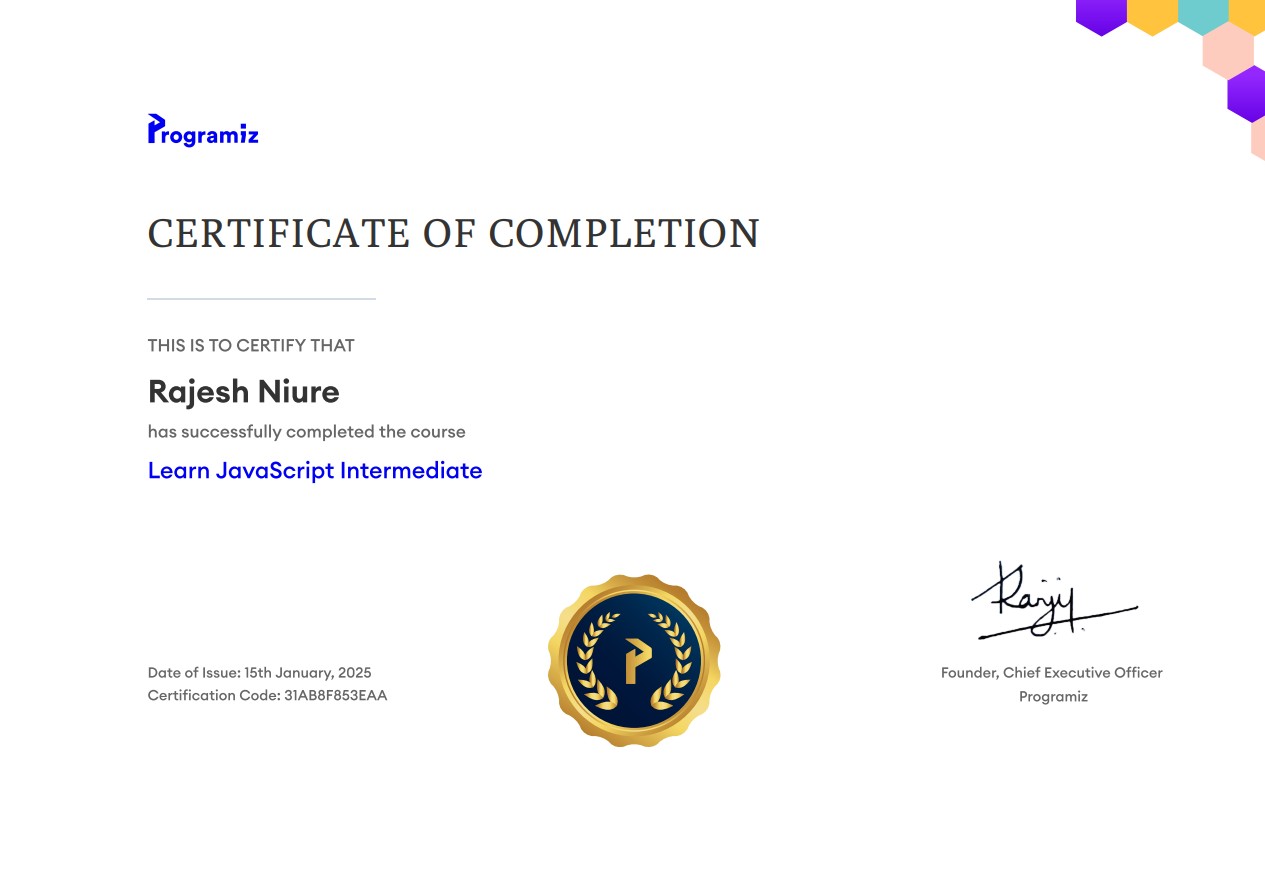 Programiz
CERTIFICATE OF COMPLETION
THIS IS TO CERTIFY THAT
Rajesh Niure
has successfully completed the course
Learn JavaScript Intermediate
Date of Issue: 15th January, 2025
Certification Code: 31AB8F853EAA
Founder, Chief Executive Officer
Programiz